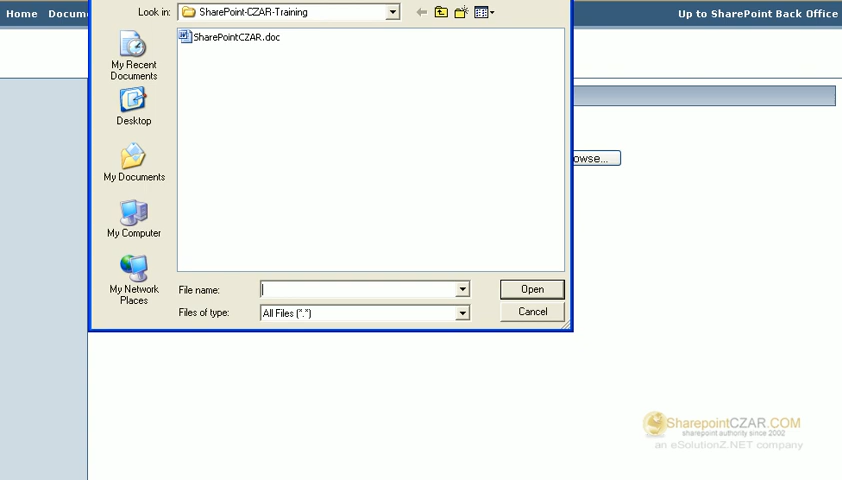 Home Docume
Up to SharePoint Back Office
Look in: SharePoint-CZAR-Training
SharePointCZAR.doc
My Recent
Documents
Desktop
My Documents
My Computer
My Network
Places
File name:
Open
Files of type: All Files (*.*)
Cancel
owse...
SharepointCZAR.COM
sharepoint authority since 2002
an eSolutionZ.NET company